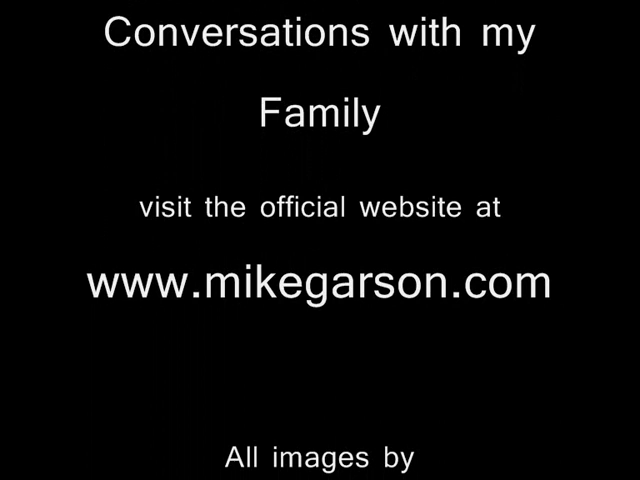 Conversations with my
Family
visit the official website at
www.mikegarson.com
All images by